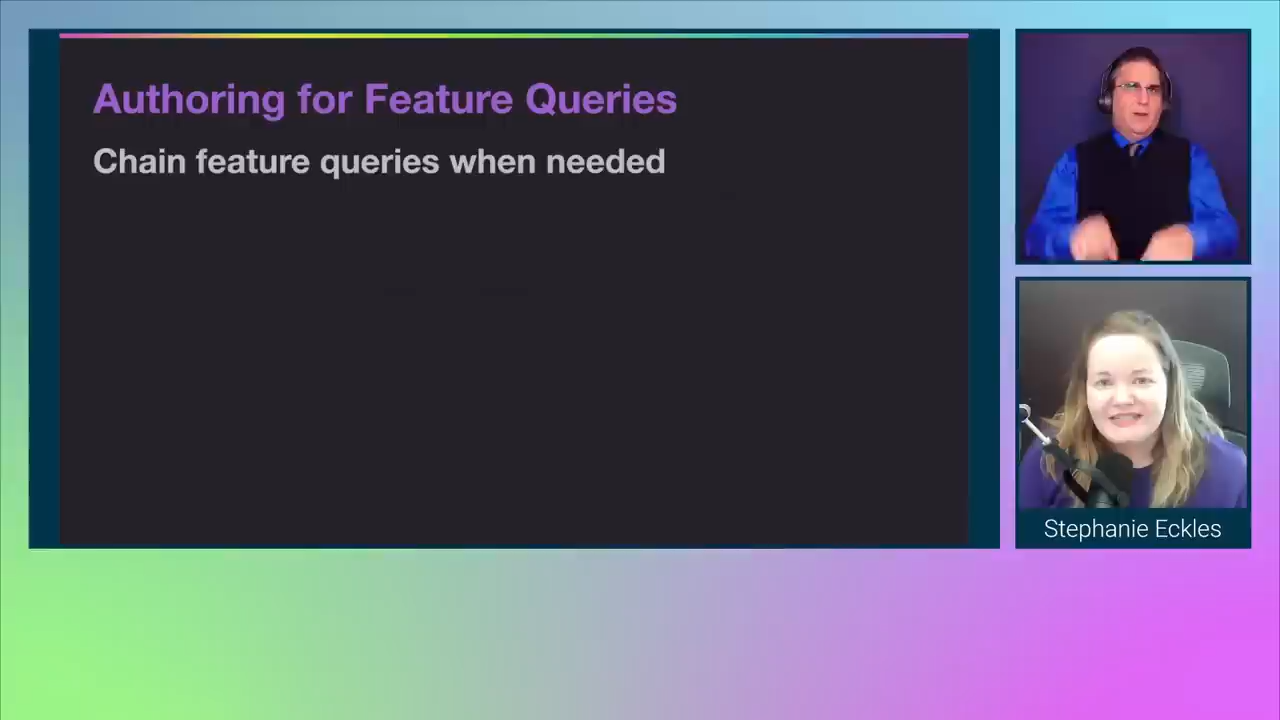 Authoring for Feature Queries
Chain feature queries when needed
Stephanie Eckles